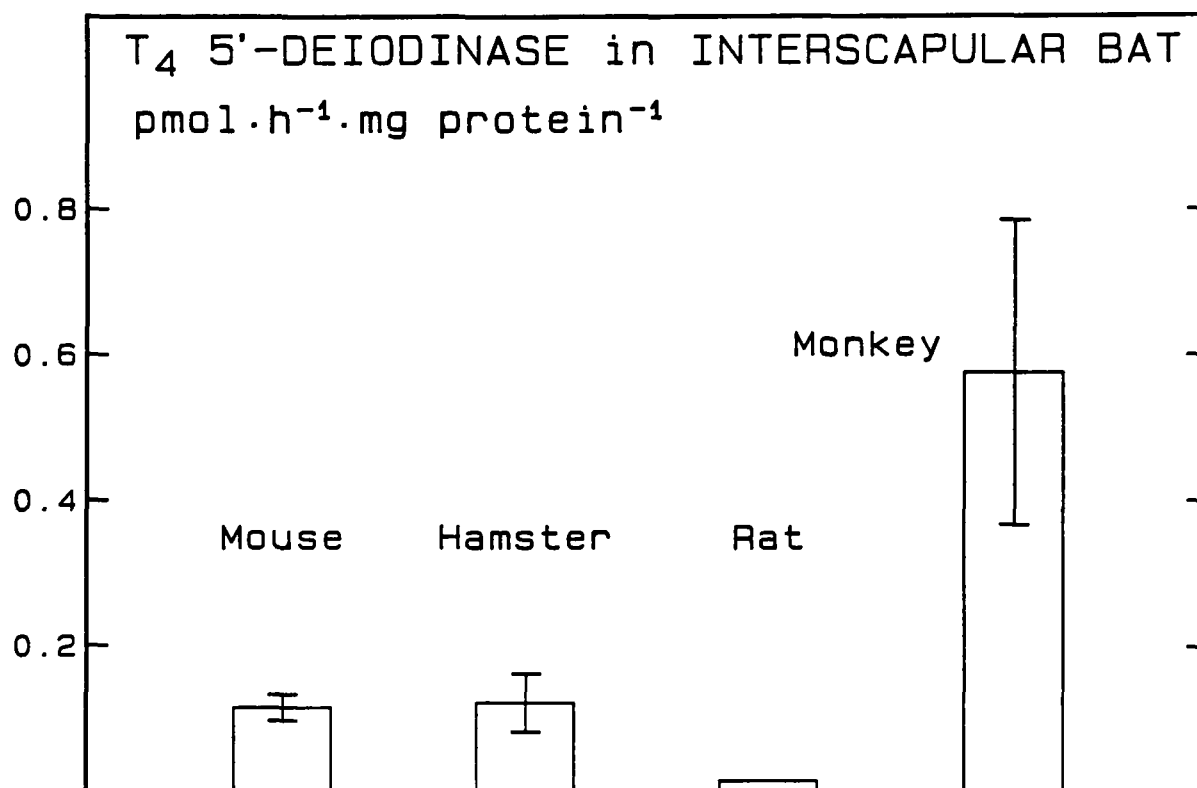 T₄ 5'-DEIODINASE in INTERSCAPULAR BAT
pmol·h⁻¹·mg protein⁻¹
0.8
Monkey
0.6
0.4
Mouse Hamster Rat
0.2